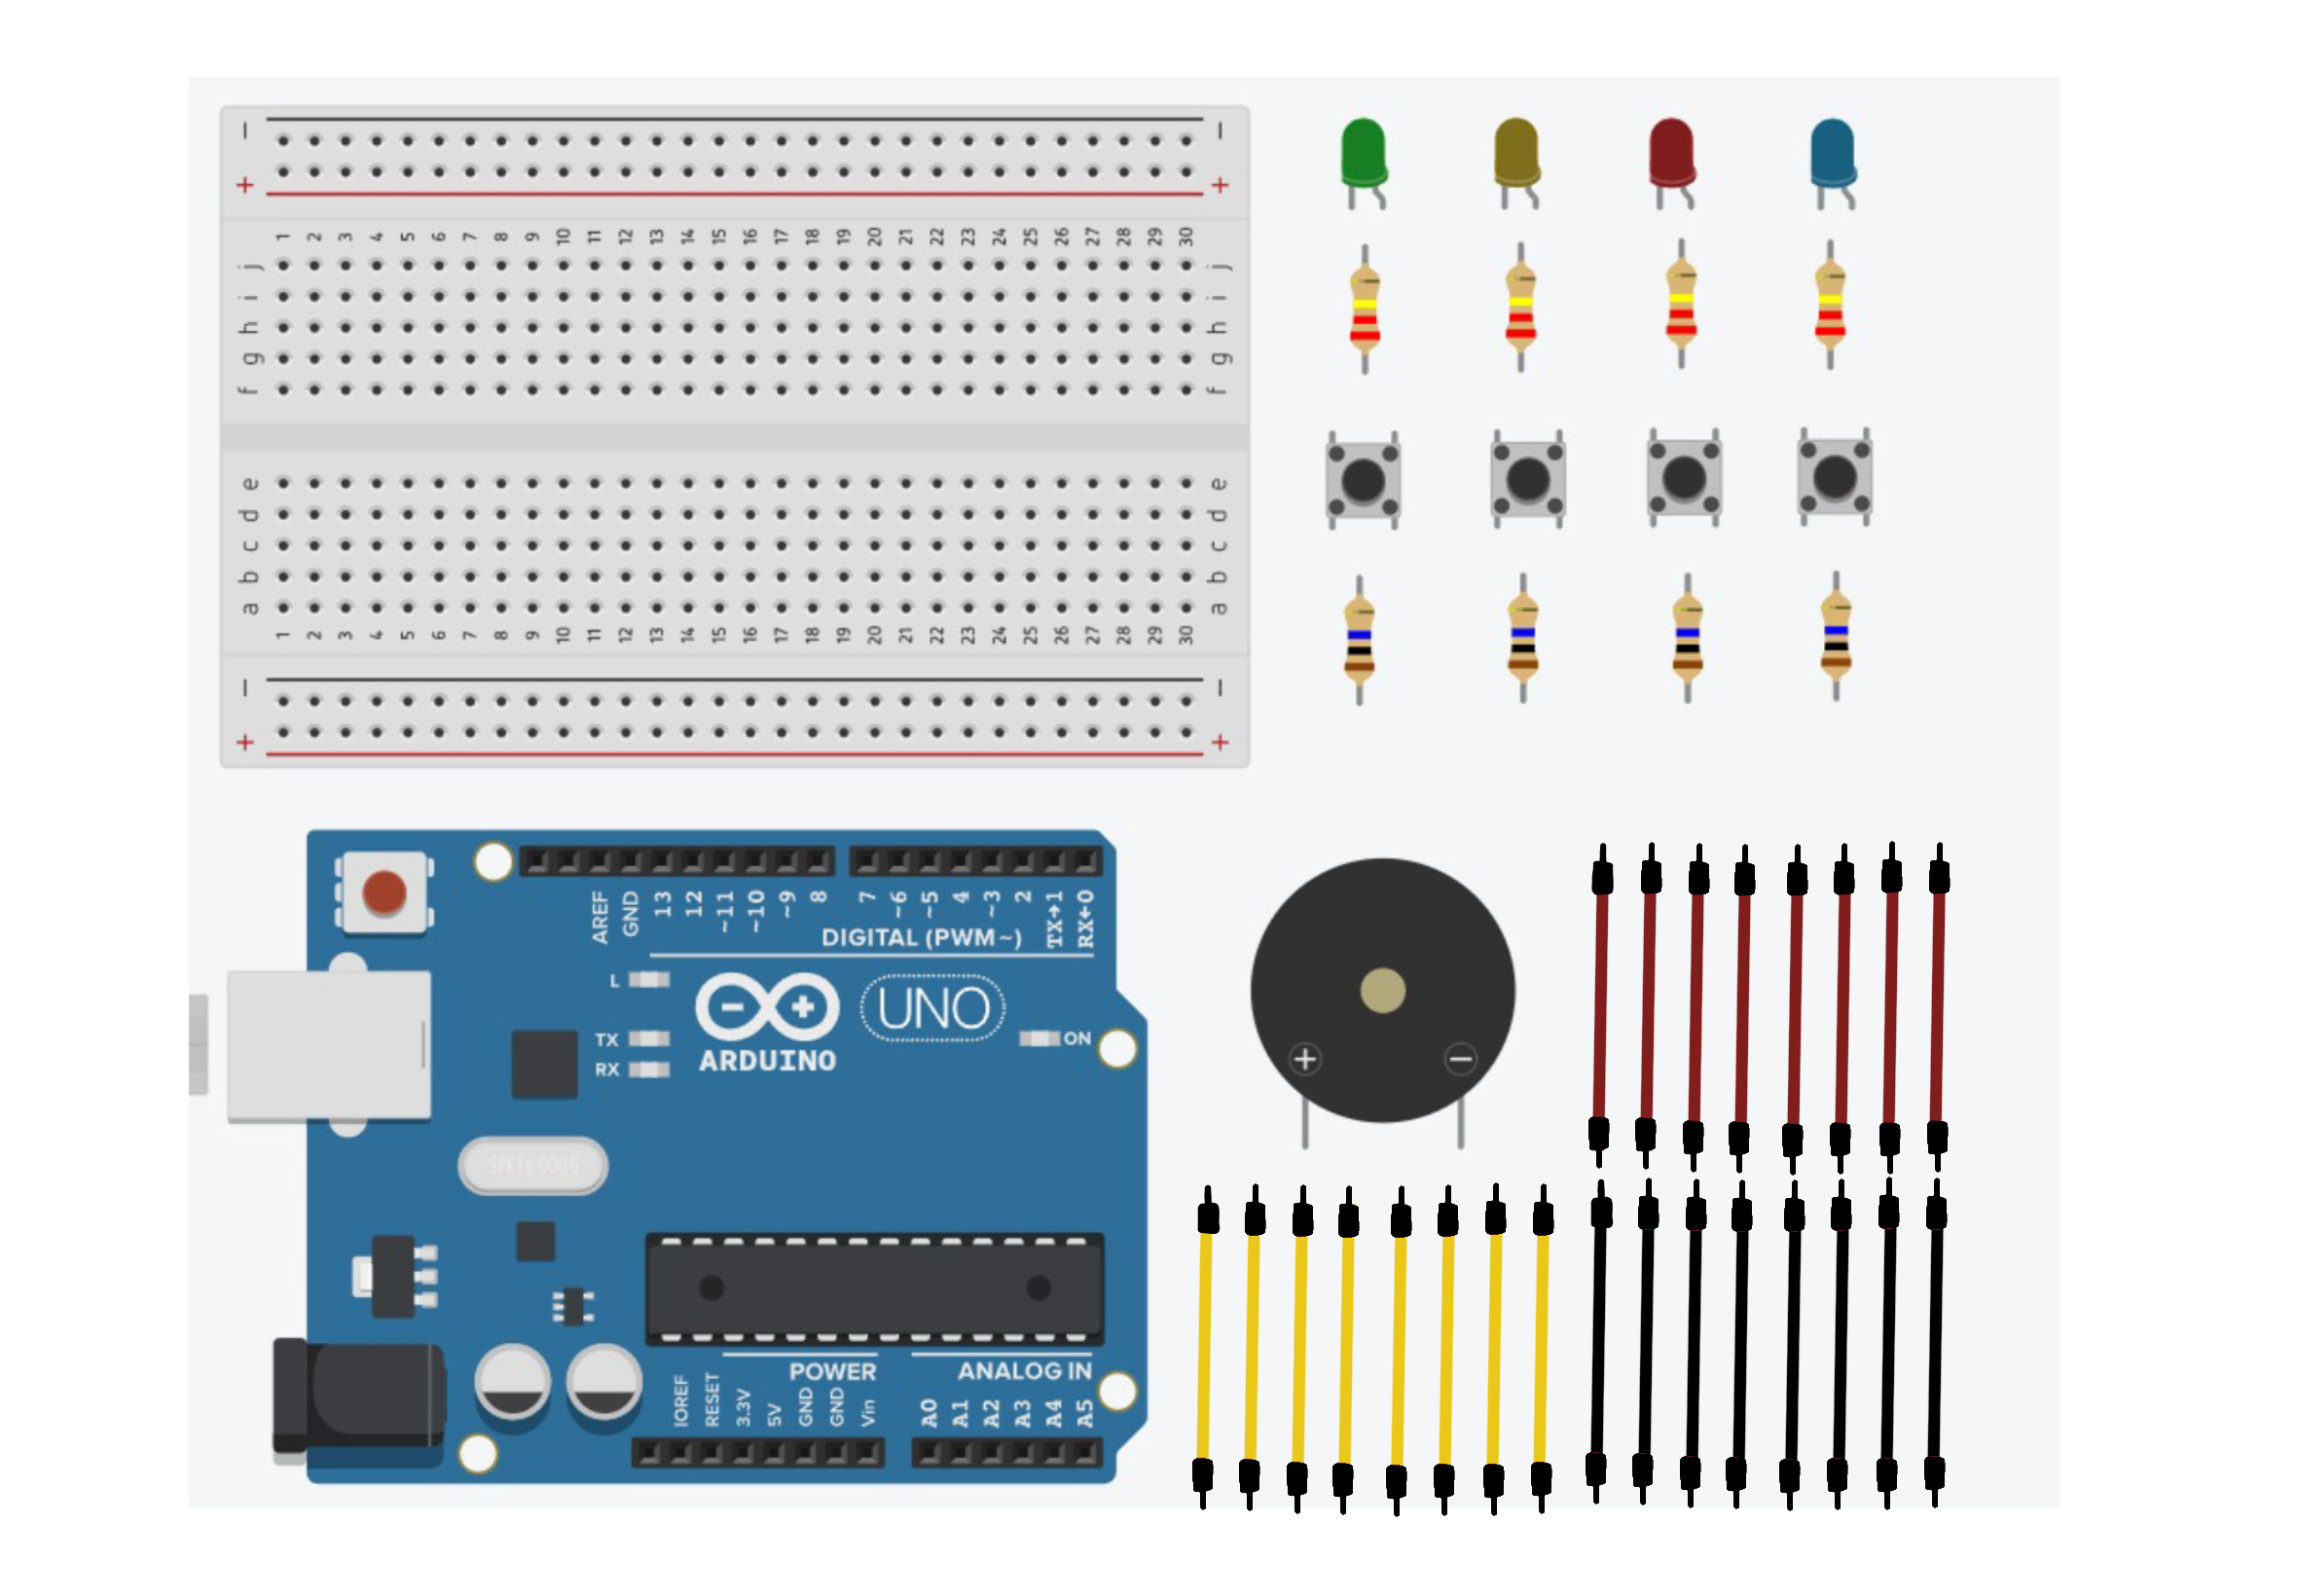 − −
+ +
1 2 3 4 5 6 7 8 9 10 11 12 13 14 15 16 17 18 19 20 21 22 23 24 25 26 27 28 29 30
j j
i i
h h
g g
f f
e e
d d
c c
b b
a a
1 2 3 4 5 6 7 8 9 10 11 12 13 14 15 16 17 18 19 20 21 22 23 24 25 26 27 28 29 30
− −
+ +
AREF GND 13 12 ~11 ~10 ~9 8 7 ~6 ~5 4 ~3 2 TX→1 RX←0
DIGITAL (PWM~)
L
− + UNO
TX ON
RX ARDUINO
+ −
SPK16.000G
POWER ANALOG IN
IOREF RESET 3.3V 5V GND GND Vin A0 A1 A2 A3 A4 A5